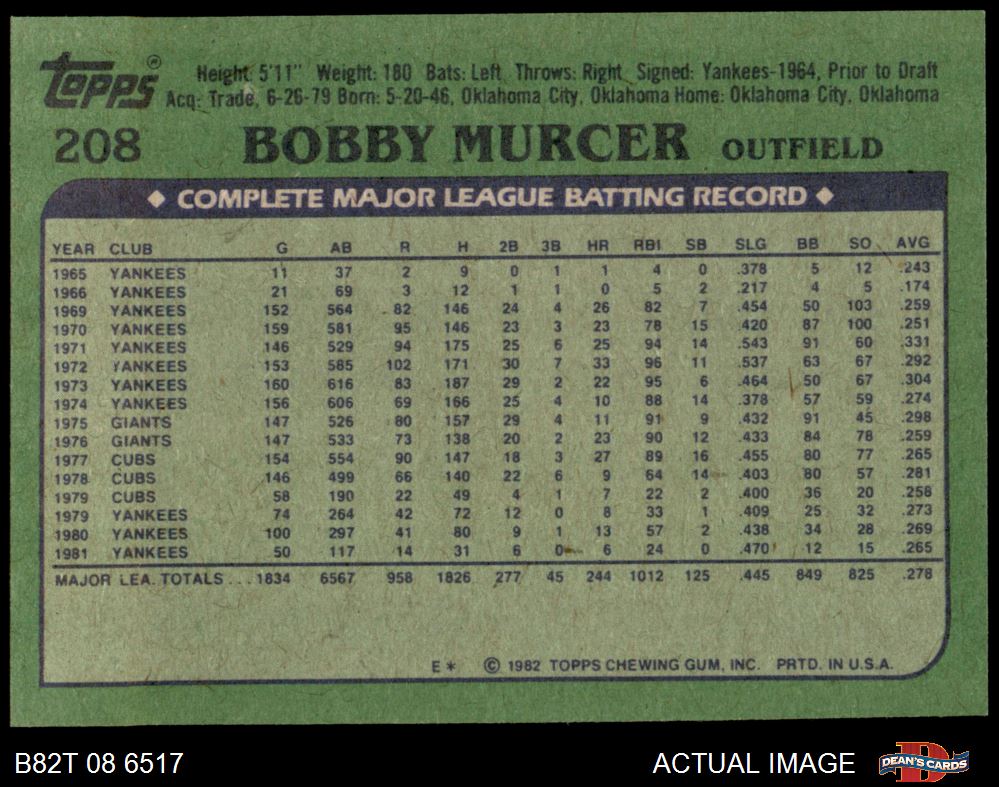 topps® Height: 5'11" Weight: 180 Bats: Left Throws: Right Signed: Yankees-1964, Prior to Draft
Acq: Trade, 6-26-79 Born: 5-20-46, Oklahoma City, Oklahoma Home: Oklahoma City, Oklahoma
208 BOBBY MURCER OUTFIELD
◆ COMPLETE MAJOR LEAGUE BATTING RECORD ◆
YEAR CLUB G AB R H 2B 3B HR RBI SB SLG BB SO AVG
1965 YANKEES 11 37 2 9 0 1 1 4 0 .378 5 12 .243
1966 YANKEES 21 69 3 12 1 1 0 5 2 .217 4 5 .174
1969 YANKEES 152 564 82 146 24 4 26 82 7 .454 50 103 .259
1970 YANKEES 159 581 95 146 23 3 23 78 15 .420 87 100 .251
1971 YANKEES 146 529 94 175 25 6 25 94 14 .543 91 60 .331
1972 YANKEES 153 585 102 171 30 7 33 96 11 .537 63 67 .292
1973 YANKEES 160 616 83 187 29 2 22 95 6 .464 50 67 .304
1974 YANKEES 156 606 69 166 25 4 10 88 14 .378 57 59 .274
1975 GIANTS 147 526 80 157 29 4 11 91 9 .432 91 45 .298
1976 GIANTS 147 533 73 138 20 2 23 90 12 .433 84 78 .259
1977 CUBS 154 554 90 147 18 3 27 89 16 .455 80 77 .265
1978 CUBS 146 499 66 140 22 6 9 64 14 .403 80 57 .281
1979 CUBS 58 190 22 49 4 1 7 22 2 .400 36 20 .258
1979 YANKEES 74 264 42 72 12 0 8 33 1 .409 25 32 .273
1980 YANKEES 100 297 41 80 9 1 13 57 2 .438 34 28 .269
1981 YANKEES 50 117 14 31 6 0 6 24 0 .470 12 15 .265
MAJOR LEA. TOTALS ... 1834 6567 958 1826 277 45 244 1012 125 .445 849 825 .278
E* © 1982 TOPPS CHEWING GUM, INC. PRTD. IN U.S.A.
B82T 08 6517 ACTUAL IMAGE DEAN'S CARDS